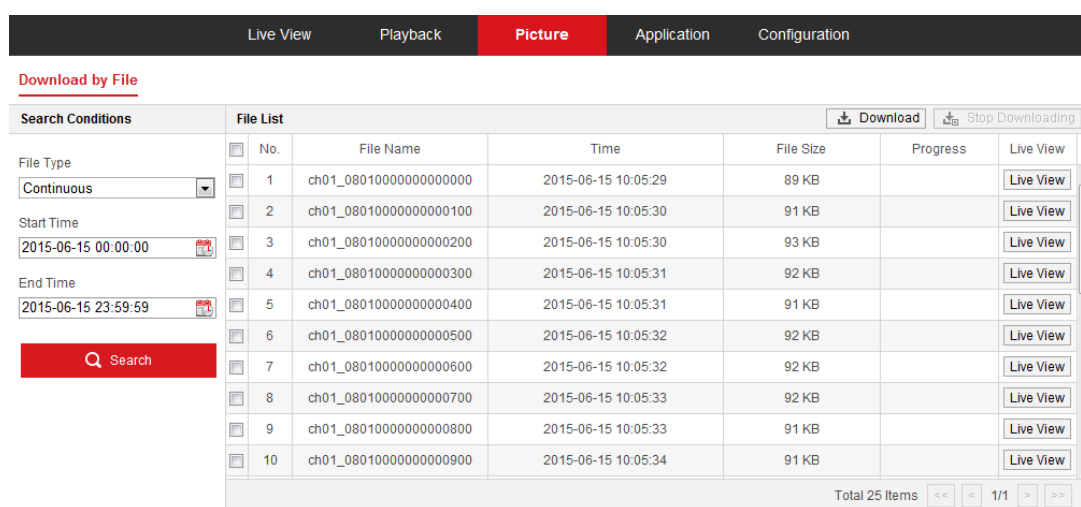 Live View Playback Picture Application Configuration
Download by File
Search Conditions
File Type
Continuous
Start Time
2015-06-15 00:00:00
End Time
2015-06-15 23:59:59
Search
File List Download Stop Downloading
No. File Name Time File Size Progress Live View
1 ch01_08010000000000000 2015-06-15 10:05:29 89 KB Live View
2 ch01_08010000000000100 2015-06-15 10:05:30 91 KB Live View
3 ch01_08010000000000200 2015-06-15 10:05:30 93 KB Live View
4 ch01_08010000000000300 2015-06-15 10:05:31 92 KB Live View
5 ch01_08010000000000400 2015-06-15 10:05:31 91 KB Live View
6 ch01_08010000000000500 2015-06-15 10:05:32 92 KB Live View
7 ch01_08010000000000600 2015-06-15 10:05:32 92 KB Live View
8 ch01_08010000000000700 2015-06-15 10:05:33 92 KB Live View
9 ch01_08010000000000800 2015-06-15 10:05:33 91 KB Live View
10 ch01_08010000000000900 2015-06-15 10:05:34 91 KB Live View
Total 25 Items << < 1/1 > >>